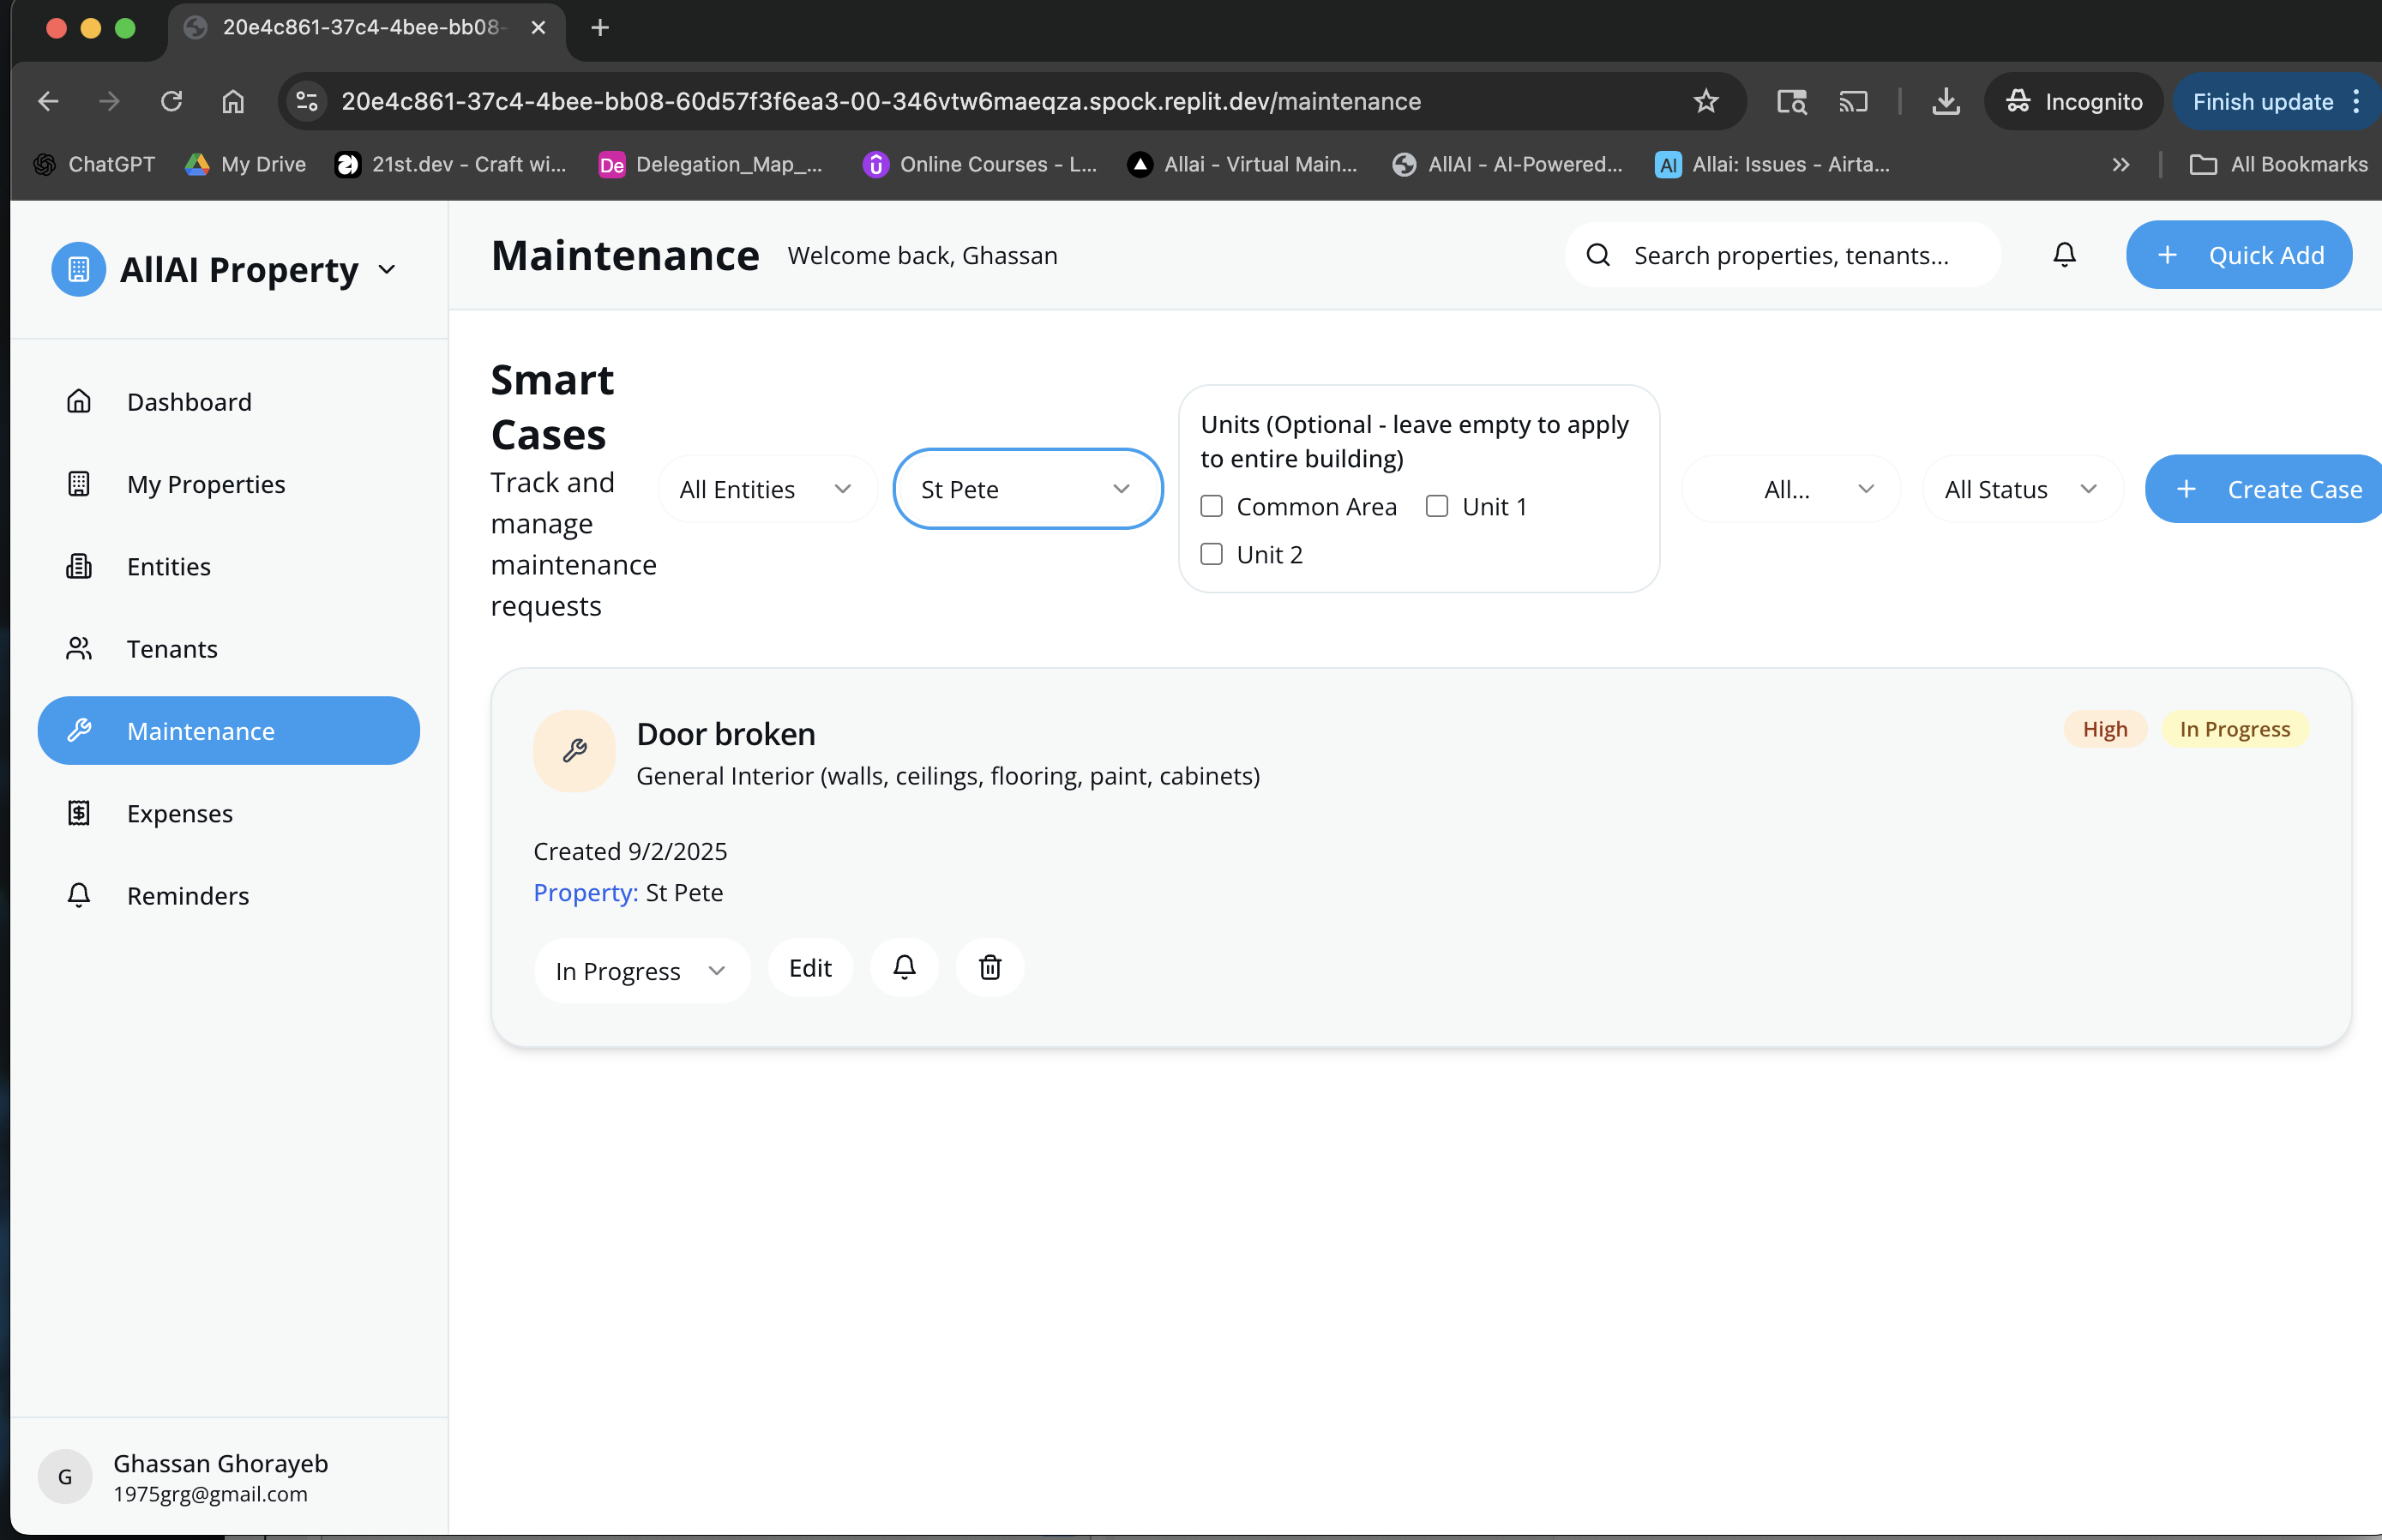 20e4c861-37c4-4bee-bb08-
20e4c861-37c4-4bee-bb08-60d57f3f6ea3-00-346vtw6maeqza.spock.replit.dev/maintenance
Incognito
Finish update
ChatGPT
My Drive
21st.dev - Craft wi...
De Delegation_Map_...
Online Courses - L...
Allai - Virtual Main...
AllAI - AI-Powered...
AI Allai: Issues - Airta...
All Bookmarks
AllAI Property
Maintenance
Welcome back, Ghassan
Search properties, tenants...
Quick Add
Dashboard
My Properties
Entities
Tenants
Maintenance
Expenses
Reminders
Smart
Cases
Track and
manage
maintenance
requests
All Entities
St Pete
Units (Optional - leave empty to apply
to entire building)
Common Area
Unit 1
Unit 2
All...
All Status
Create Case
Door broken
General Interior (walls, ceilings, flooring, paint, cabinets)
High
In Progress
Created 9/2/2025
Property: St Pete
In Progress
Edit
G
Ghassan Ghorayeb
1975grg@gmail.com